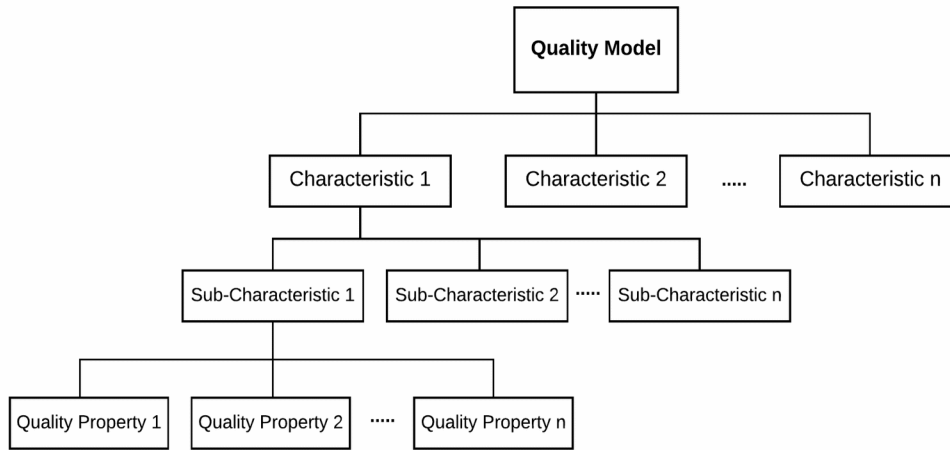 Quality Model
Characteristic 1
Characteristic 2
.....
Characteristic n
Sub-Characteristic 1
Sub-Characteristic 2
.....
Sub-Characteristic n
Quality Property 1
Quality Property 2
.....
Quality Property n